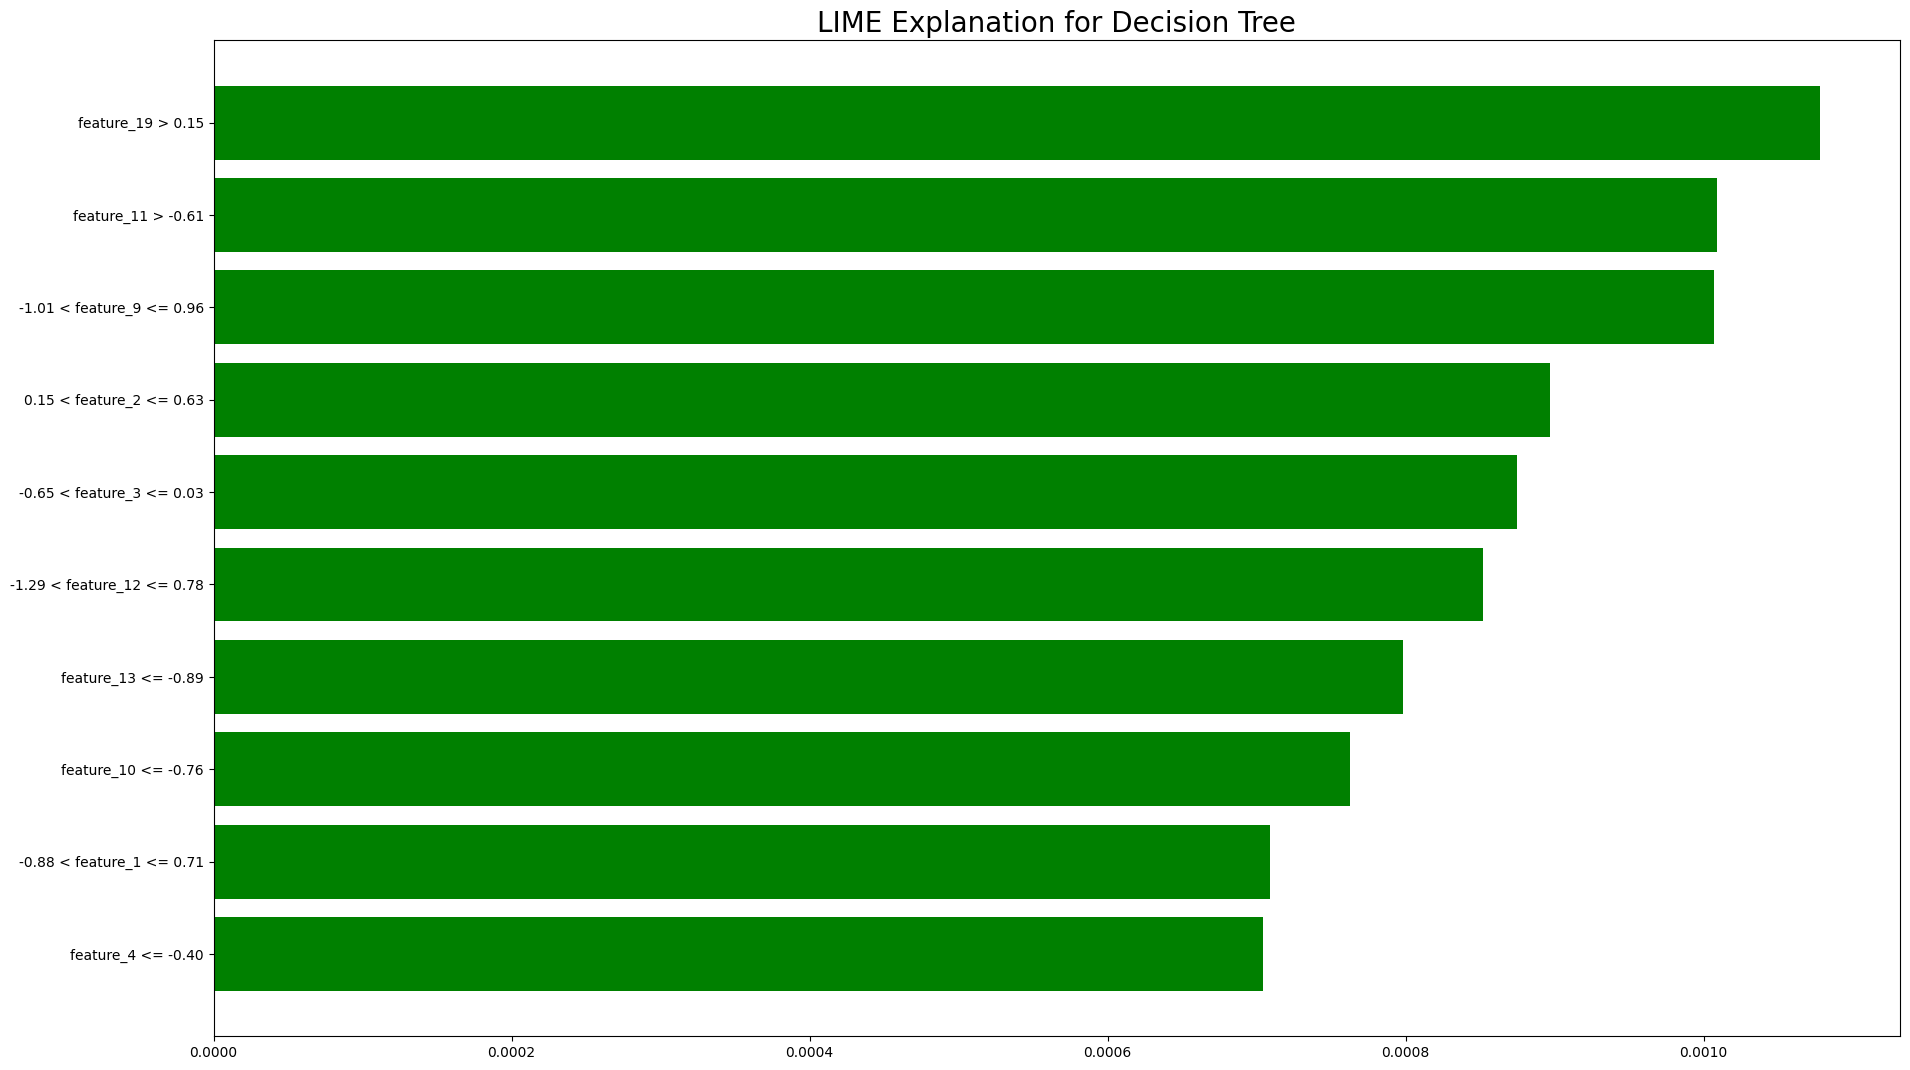 LIME Explanation for Decision Tree
feature_19 > 0.15
feature_11 > -0.61
-1.01 < feature_9 <= 0.96
0.15 < feature_2 <= 0.63
-0.65 < feature_3 <= 0.03
-1.29 < feature_12 <= 0.78
feature_13 <= -0.89
feature_10 <= -0.76
-0.88 < feature_1 <= 0.71
feature_4 <= -0.40
0.0000 0.0002 0.0004 0.0006 0.0008 0.0010